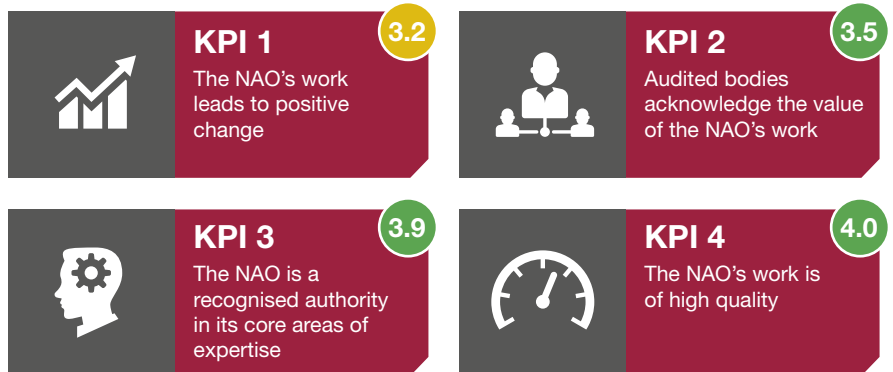 KPI 1
3.2
The NAO’s work
leads to positive
change
KPI 2
3.5
Audited bodies
acknowledge the value
of the NAO’s work
KPI 3
3.9
The NAO is a
recognised authority
in its core areas of
expertise
KPI 4
4.0
The NAO’s work is
of high quality